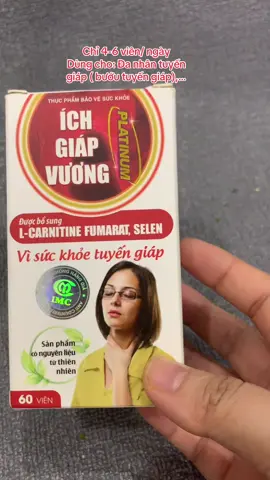 Chỉ 4-6 viên/ ngày
Dùng cho: Đa nhân tuyến
giáp ( bướu tuyến giáp),...
THỰC PHẨM BẢO VỆ SỨC KHỎE
ÍCH
GIÁP
VƯƠNG
PLATINUM
Được bổ sung
L-CARNITINE FUMARAT, SELEN
Vì sức khỏe tuyến giáp
IMC
Sản phẩm
có nguyên liệu
từ thiên
nhiên
60 VIÊN